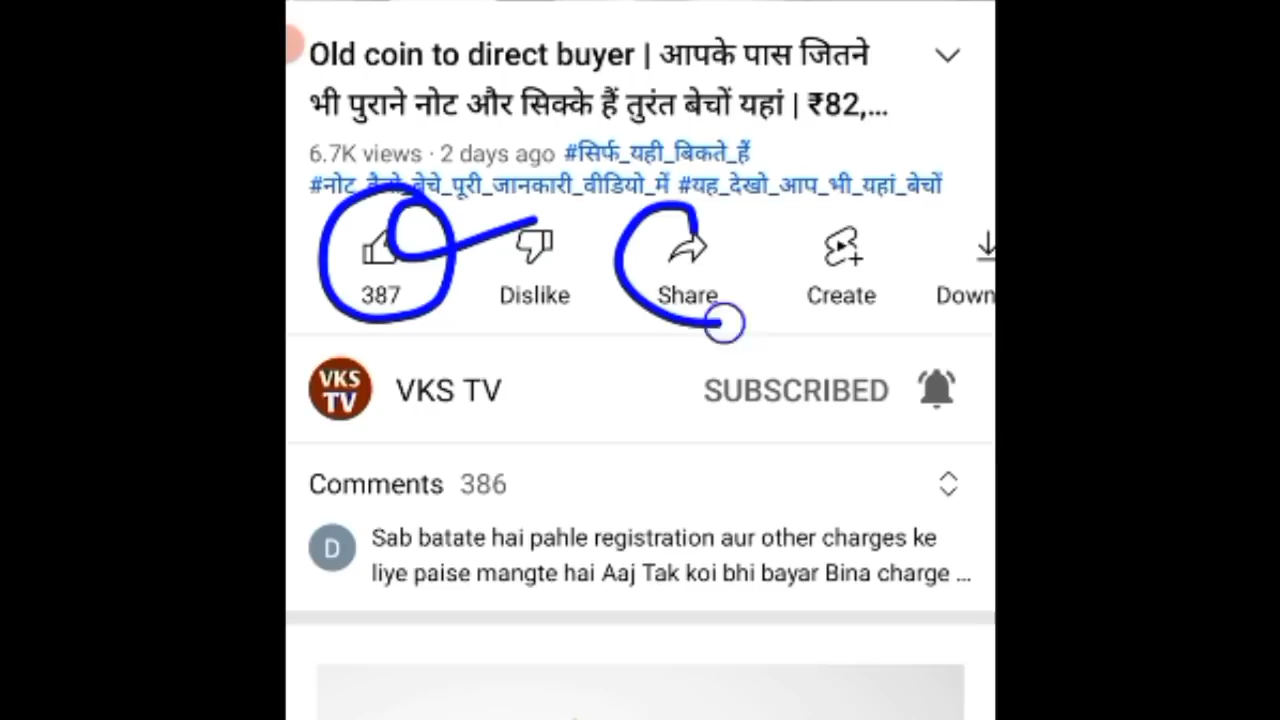 Old coin to direct buyer | आपके पास जितने
भी पुराने नोट और सिक्के हैं तुरंत बेचों यहां | ₹82,...
6.7K views · 2 days ago #सिर्फ_यही_बिकते_हैं
#नोट_कैसे_बेचे_पूरी_जानकारी_वीडियो_में #यह_देखो_आप_भी_यहां_बेचों
387 Dislike Share Create Down
VKS TV VKS TV SUBSCRIBED
Comments 386
D Sab batate hai pahle registration aur other charges ke
liye paise mangte hai Aaj Tak koi bhi bayar Bina charge ...